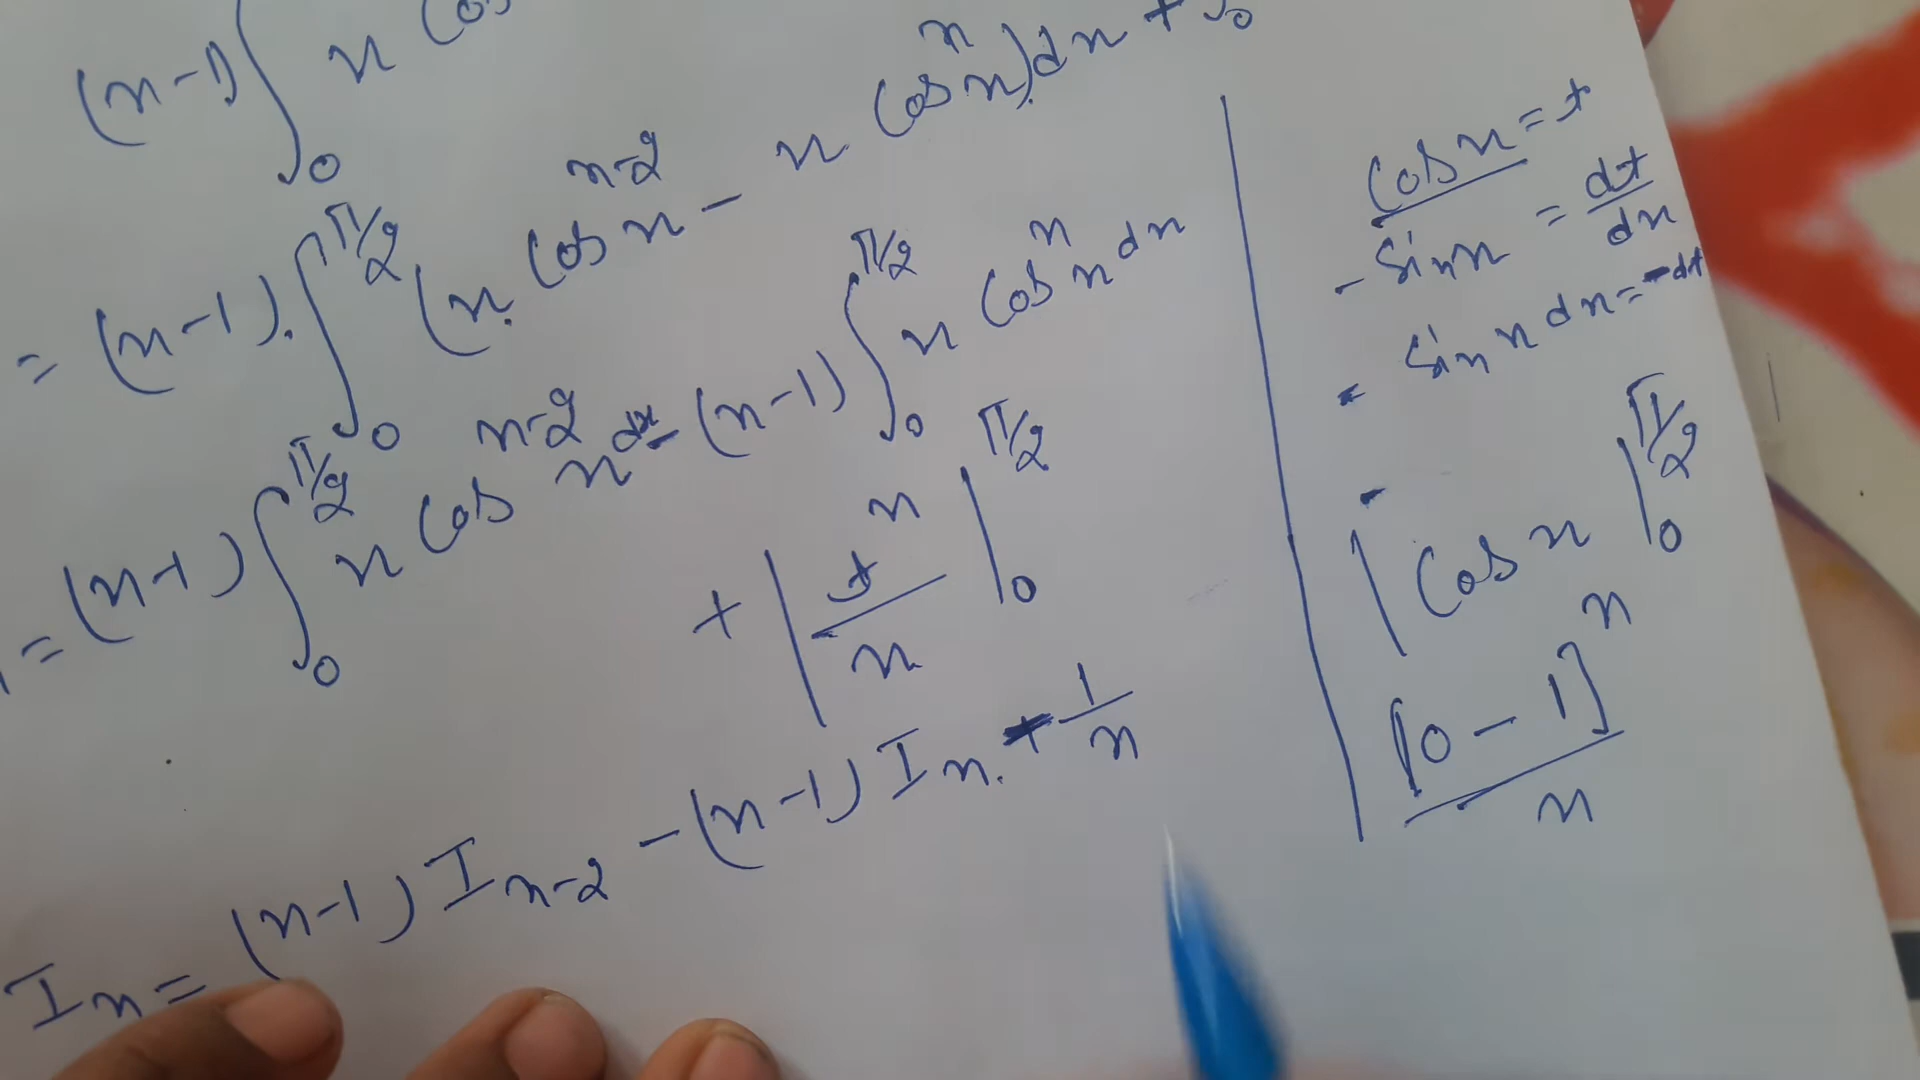 (n-1) ∫₀ x cos
= (n-1). ∫₀^{π/2} (x. cos^{n-2} x - x cos^n x). dx + ∫₀
= (n-1) ∫₀^{π/2} x cos^{n-2} x dx - (n-1) ∫₀^{π/2} x cos^n x dx
+ | t^n / n |₀^{π/2}
I_n = (n-1) I_{n-2} - (n-1) I_n. + 1/n
cos x = t
- sin x = dt/dx
sin x dx = -dt
- | cos x |₀^{π/2}
[0 - 1]^n / n